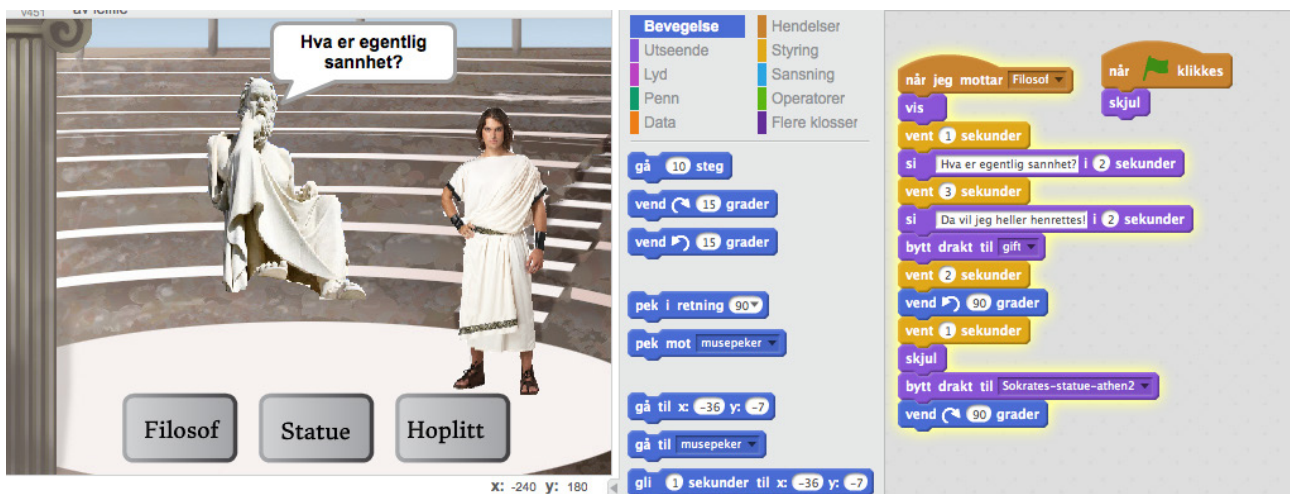 v451
av leimc
Hva er egentlig
sannhet?
Filosof
Statue
Hoplitt
x: -240 y: 180
Bevegelse
Utseende
Lyd
Penn
Data
Hendelser
Styring
Sansning
Operatorer
Flere klosser
gå 10 steg
vend 15 grader
vend 15 grader
pek i retning 90
pek mot musepeker
gå til x: -36 y: -7
gå til musepeker
gli 1 sekunder til x: -36 y: -7
når jeg mottar Filosof
vis
vent 1 sekunder
si Hva er egentlig sannhet? i 2 sekunder
vent 3 sekunder
si Da vil jeg heller henrettes! i 2 sekunder
bytt drakt til gift
vent 2 sekunder
vend 90 grader
vent 1 sekunder
skjul
bytt drakt til Sokrates-statue-athen2
vend 90 grader
når klikkes
skjul